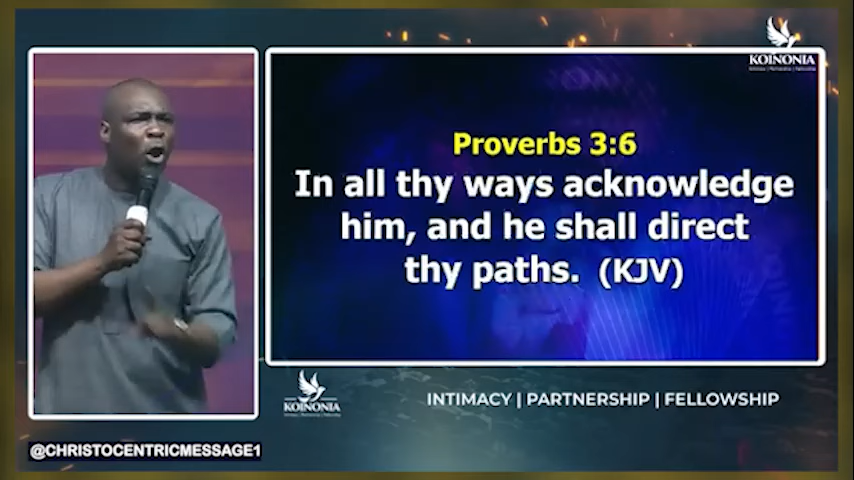 KOINONIA
Proverbs 3:6
In all thy ways acknowledge
him, and he shall direct
thy paths. (KJV)
KOINONIA
INTIMACY | PARTNERSHIP | FELLOWSHIP
@CHRISTOCENTRICMESSAGE1